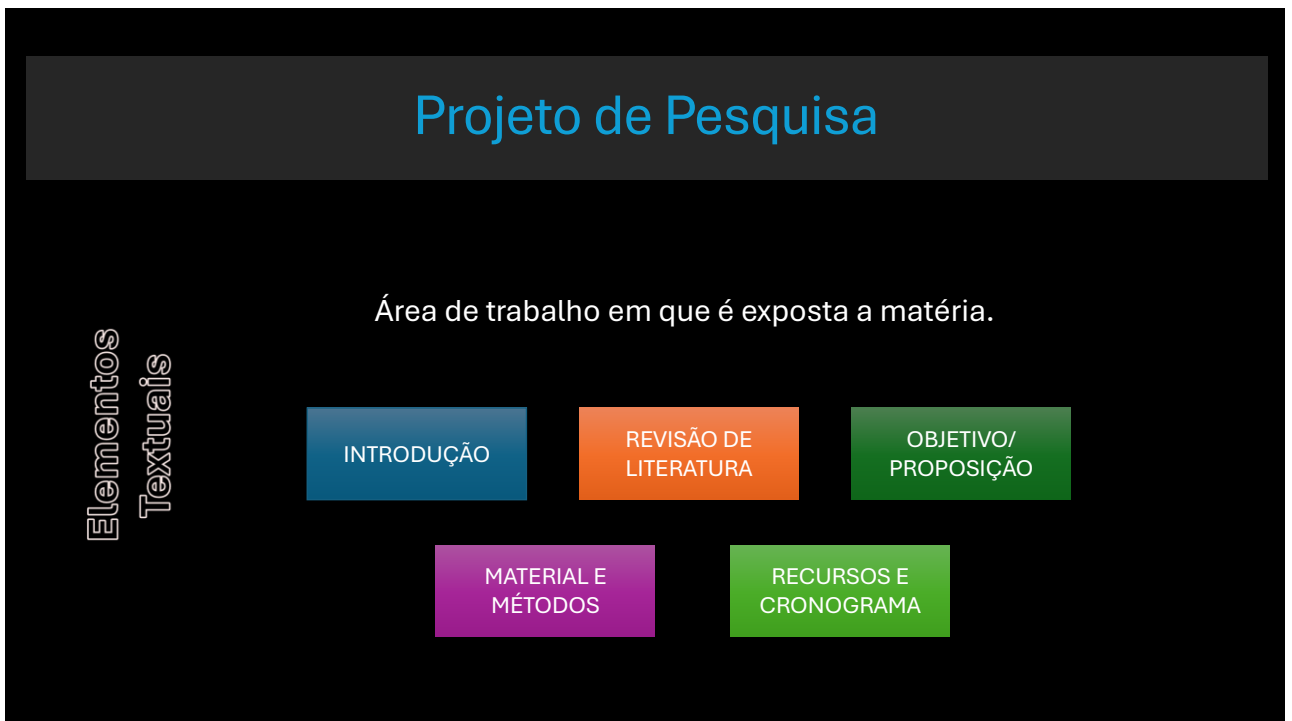 Projeto de Pesquisa
Área de trabalho em que é exposta a matéria.
Elementos
Textuais
INTRODUÇÃO
REVISÃO DE
LITERATURA
OBJETIVO/
PROPOSIÇÃO
MATERIAL E
MÉTODOS
RECURSOS E
CRONOGRAMA